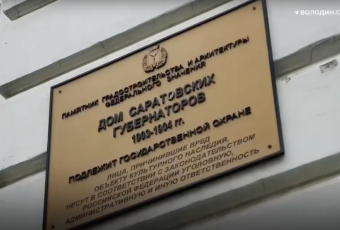 ВОЛОДИН.С
ПАМЯТНИК ГРАДОСТРОИТЕЛЬСТВА И АРХИТЕКТУРЫ
ФЕДЕРАЛЬНОГО ЗНАЧЕНИЯ
ДОМ САРАТОВСКИХ
ГУБЕРНАТОРОВ
ПОДЛЕЖИТ ГОСУДАРСТВЕННОЙ ОХРАНЕ
ЛИЦА, ПРИЧИНИВШИЕ ВРЕД
ОБЪЕКТУ КУЛЬТУРНОГО НАСЛЕДИЯ,
НЕСУТ В СООТВЕТСТВИИ С ЗАКОНОДАТЕЛЬСТВОМ
РОССИЙСКОЙ ФЕДЕРАЦИИ УГОЛОВНУЮ,
АДМИНИСТРАТИВНУЮ И ИНУЮ ОТВЕТСТВЕННОСТЬ